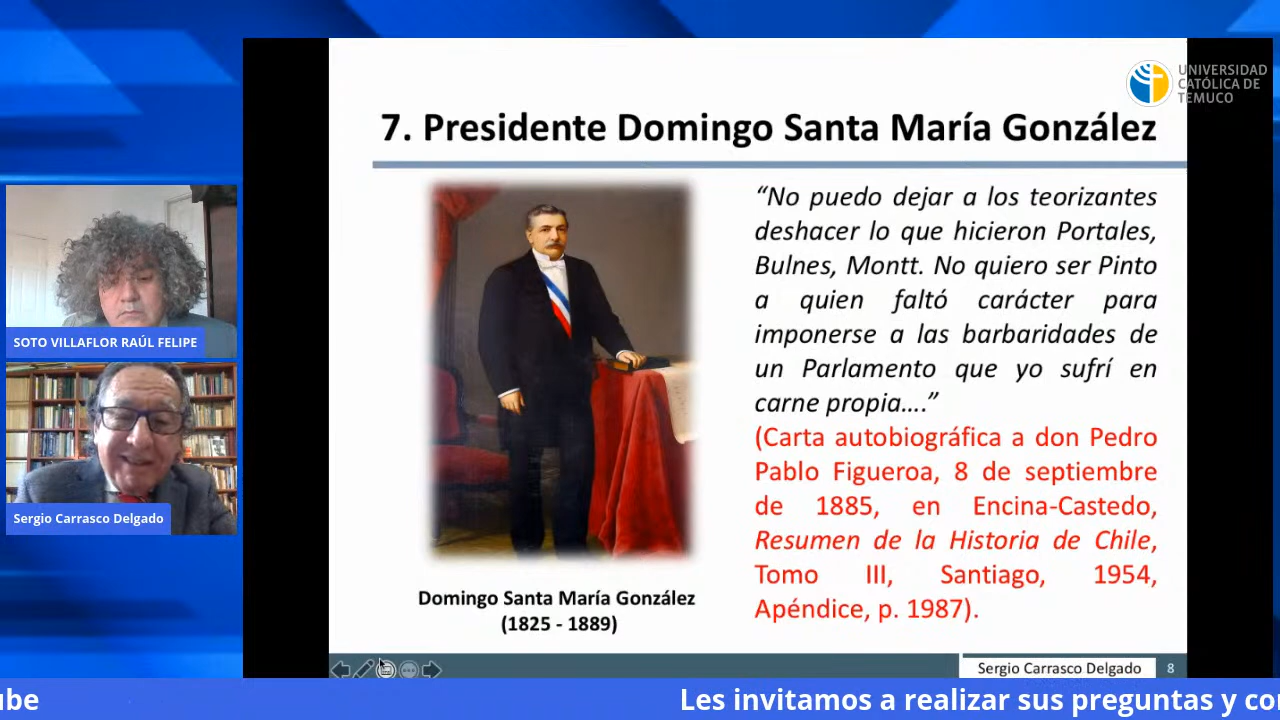 UNIVERSIDAD
CATÓLICA DE
TEMUCO
7. Presidente Domingo Santa María González
“No puedo dejar a los teorizantes
deshacer lo que hicieron Portales,
Bulnes, Montt. No quiero ser Pinto
a quien faltó carácter para
imponerse a las barbaridades de
un Parlamento que yo sufrí en
carne propia….”
(Carta autobiográfica a don Pedro
Pablo Figueroa, 8 de septiembre
de 1885, en Encina-Castedo,
Resumen de la Historia de Chile,
Tomo III, Santiago, 1954,
Apéndice, p. 1987).
Domingo Santa María González
(1825 - 1889)
SOTO VILLAFLOR RAÚL FELIPE
Sergio Carrasco Delgado
Sergio Carrasco Delgado 8
ube Les invitamos a realizar sus preguntas y co